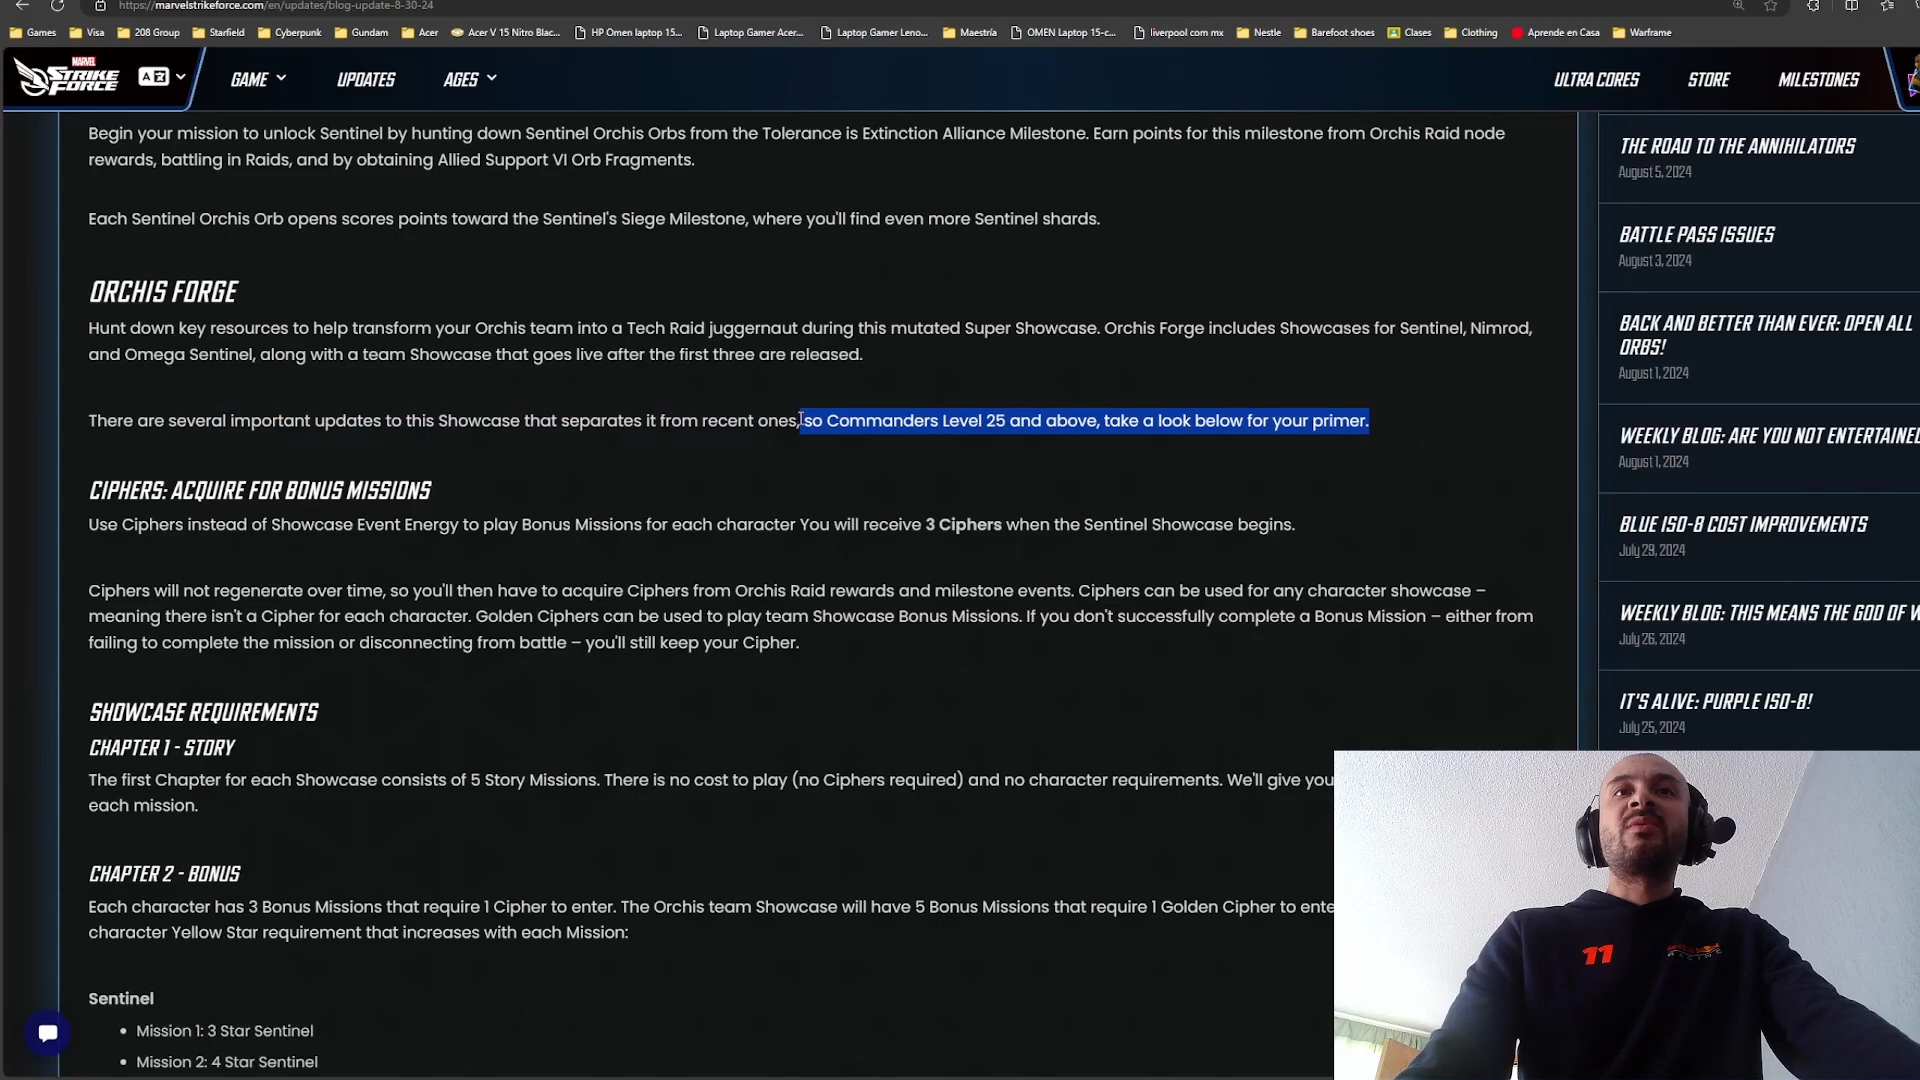 https://marvelstrikeforce.com/en/updates/blog-update-8-30-24
Games Visa 208 Group Starfield Cyberpunk Gundam Acer Acer V 15 Nitro Blac... HP Omen laptop 15... Laptop Gamer Acer... Laptop Gamer Leno... Maestría OMEN Laptop 15-c... liverpool com mx Nestle Barefoot shoes Clases Clothing Aprende en Casa Warframe
MARVEL
STRIKE FORCE
GAME UPDATES AGES ULTRA CORES STORE MILESTONES
Begin your mission to unlock Sentinel by hunting down Sentinel Orchis Orbs from the Tolerance is Extinction Alliance Milestone. Earn points for this milestone from Orchis Raid node
rewards, battling in Raids, and by obtaining Allied Support VI Orb Fragments.
Each Sentinel Orchis Orb opens scores points toward the Sentinel's Siege Milestone, where you'll find even more Sentinel shards.
ORCHIS FORGE
Hunt down key resources to help transform your Orchis team into a Tech Raid juggernaut during this mutated Super Showcase. Orchis Forge includes Showcases for Sentinel, Nimrod,
and Omega Sentinel, along with a team Showcase that goes live after the first three are released.
There are several important updates to this Showcase that separates it from recent ones, so Commanders Level 25 and above, take a look below for your primer.
CIPHERS: ACQUIRE FOR BONUS MISSIONS
Use Ciphers instead of Showcase Event Energy to play Bonus Missions for each character You will receive 3 Ciphers when the Sentinel Showcase begins.
Ciphers will not regenerate over time, so you'll then have to acquire Ciphers from Orchis Raid rewards and milestone events. Ciphers can be used for any character showcase –
meaning there isn't a Cipher for each character. Golden Ciphers can be used to play team Showcase Bonus Missions. If you don't successfully complete a Bonus Mission – either from
failing to complete the mission or disconnecting from battle – you'll still keep your Cipher.
SHOWCASE REQUIREMENTS
CHAPTER 1 - STORY
The first Chapter for each Showcase consists of 5 Story Missions. There is no cost to play (no Ciphers required) and no character requirements. We'll give you
each mission.
CHAPTER 2 - BONUS
Each character has 3 Bonus Missions that require 1 Cipher to enter. The Orchis team Showcase will have 5 Bonus Missions that require 1 Golden Cipher to ente
character Yellow Star requirement that increases with each Mission:
Sentinel
• Mission 1: 3 Star Sentinel
• Mission 2: 4 Star Sentinel
THE ROAD TO THE ANNIHILATORS
August 5, 2024
BATTLE PASS ISSUES
August 3, 2024
BACK AND BETTER THAN EVER: OPEN ALL
ORBS!
August 1, 2024
WEEKLY BLOG: ARE YOU NOT ENTERTAINE
August 1, 2024
BLUE ISO-8 COST IMPROVEMENTS
July 29, 2024
WEEKLY BLOG: THIS MEANS THE GOD OF W
July 26, 2024
IT'S ALIVE: PURPLE ISO-8!
July 25, 2024
11